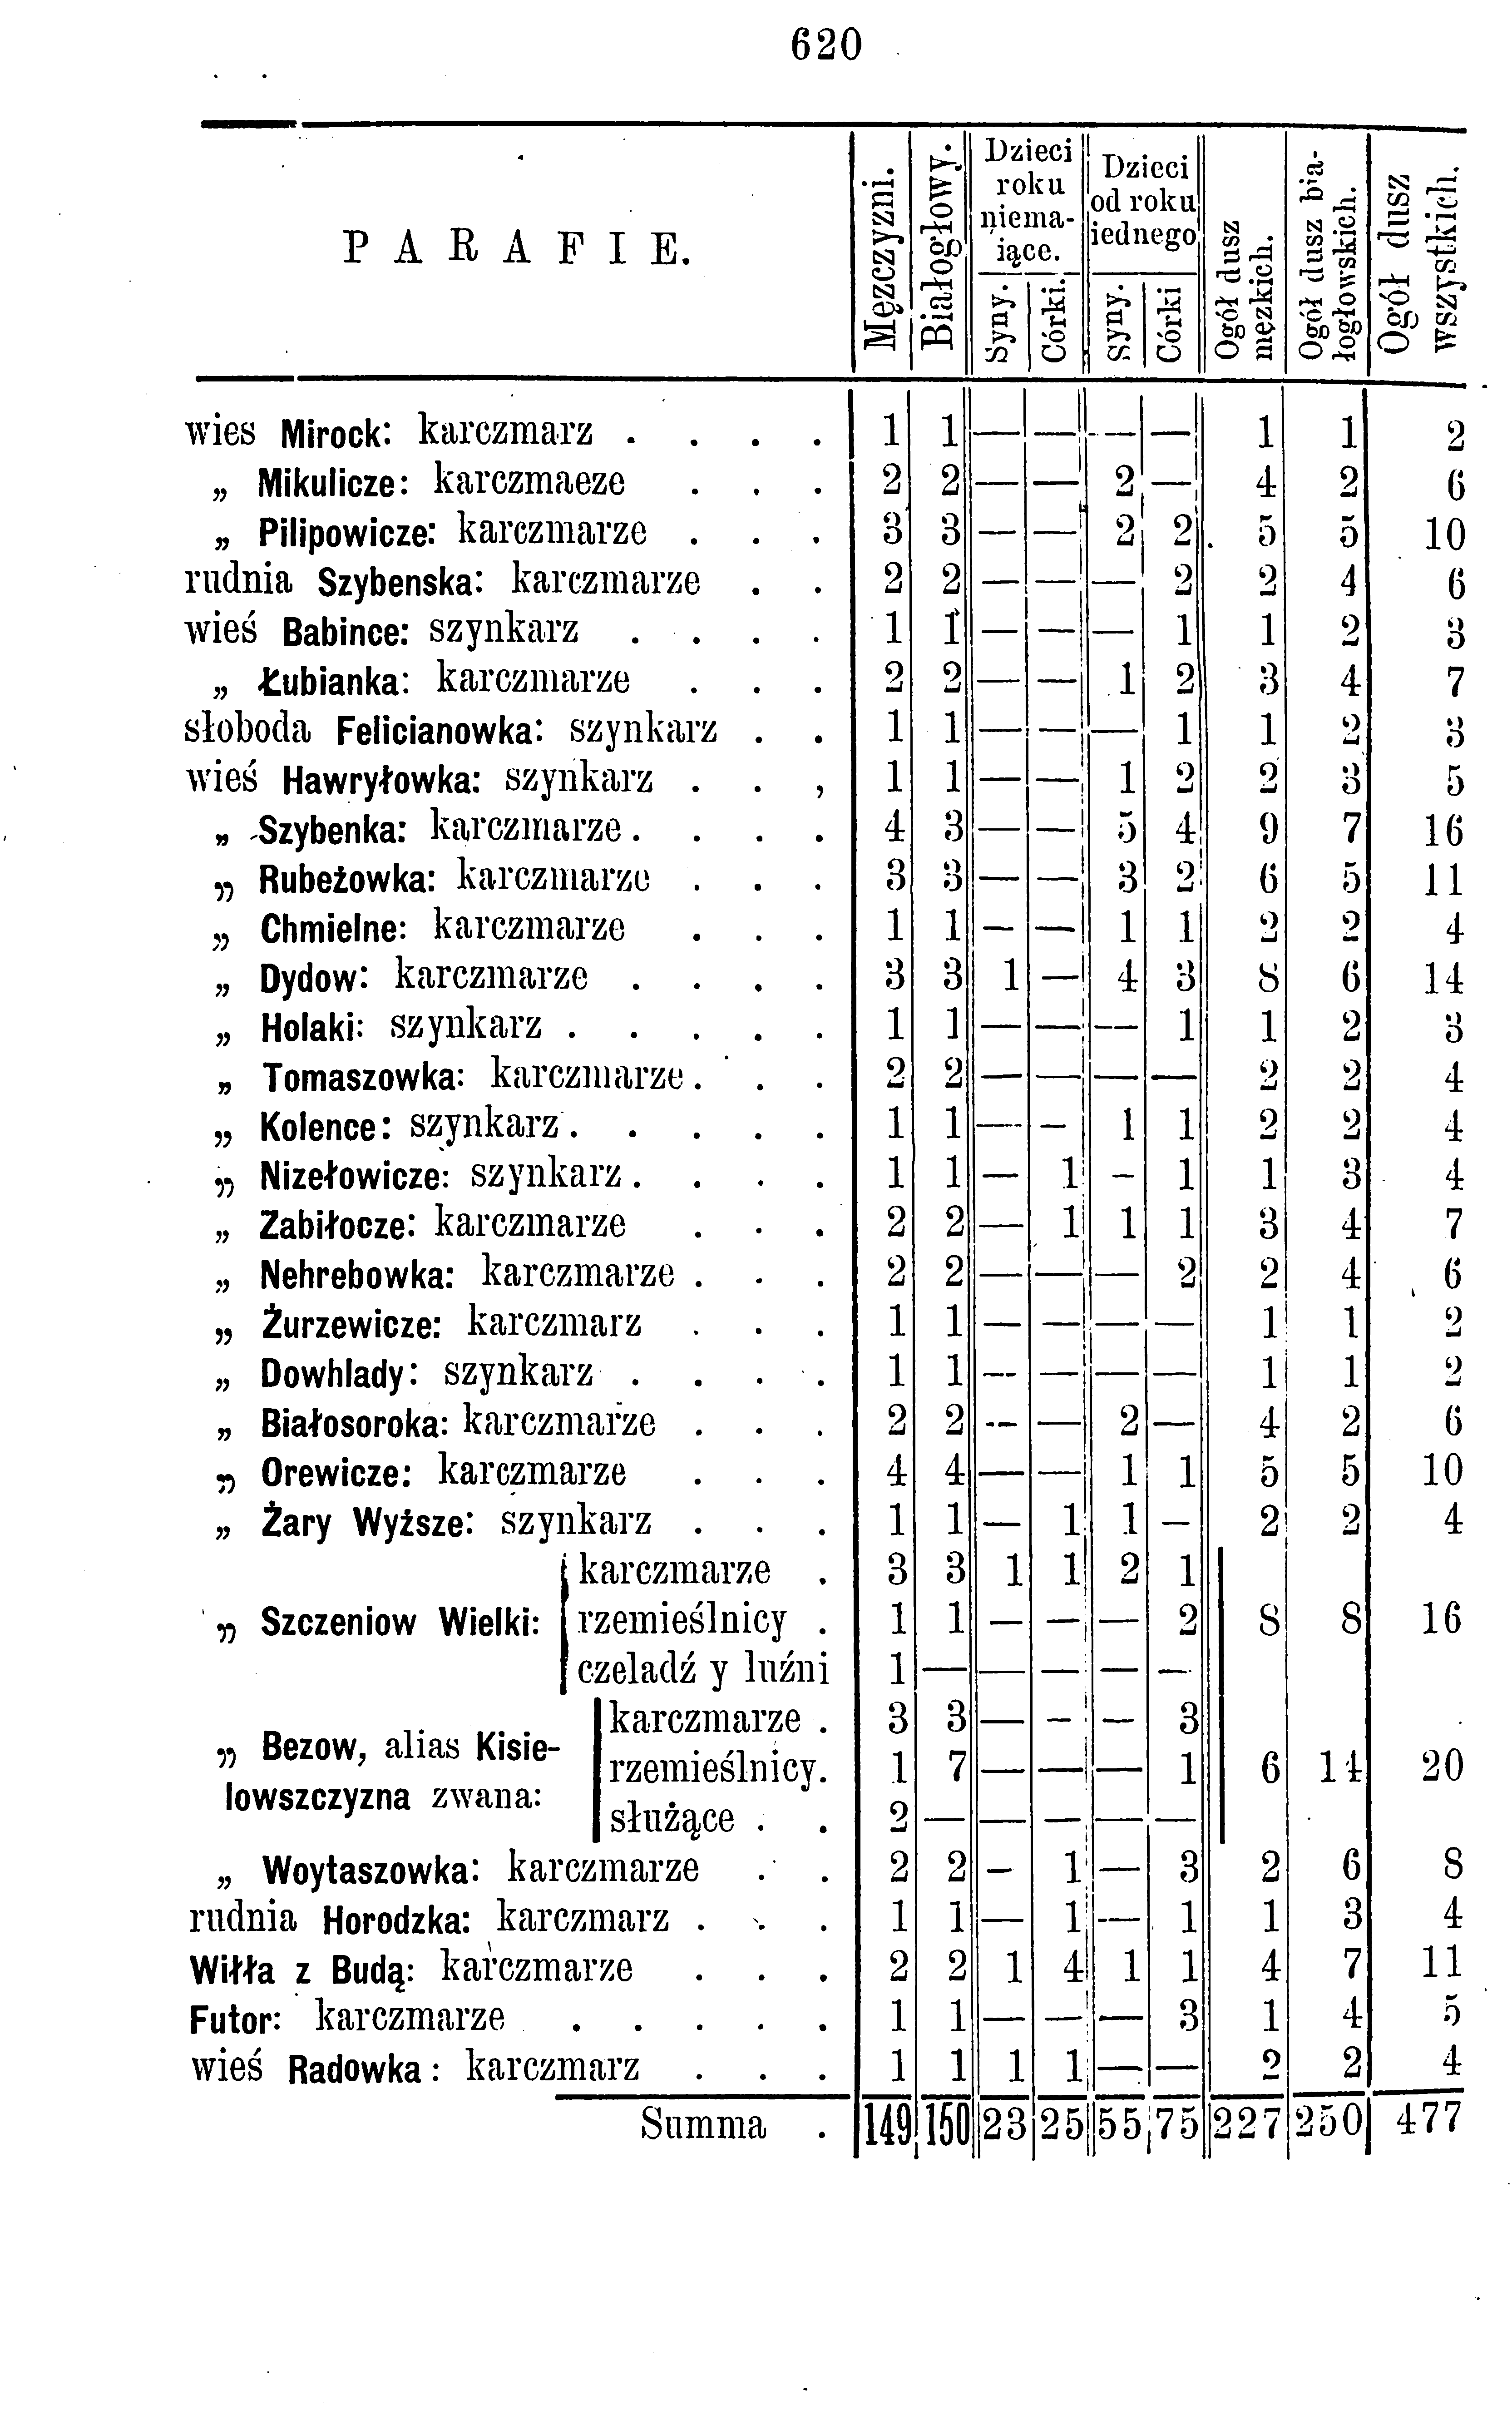 620
PARAFIE. Męzczyzni. Białogłowy. Dzieci roku niemaiące. Syny. Córki. Dzieci od roku iednego Syny. Córki Ogół dusz męzkich. Ogół dusz białogłowskich. Ogół dusz wszystkich.
wies Mirock: karczmarz . . . . 1 1 — — — — 1 1 2
„ Mikulicze: karczmaeze . . . 2 2 — — 2 — 4 2 6
„ Pilipowicze: karczmarze . . . 3 3 — — 2 2 5 5 10
rudnia Szybenska: karczmarze . . 2 2 — — — 2 2 4 6
wieś Babince: szynkarz . . . . 1 1 — — — 1 1 2 3
„ Łubianka: karczmarze . . . 2 2 — — 1 2 3 4 7
słoboda Felicianowka: szynkarz . . 1 1 — — — 1 1 2 3
wieś Hawryłowka: szynkarz . . , 1 1 — — 1 2 2 3 5
„ Szybenka: karczmarze . . . . 4 3 — — 5 4 9 7 16
„ Rubeżowka: karczmarze . . . 3 3 — — 3 2 6 5 11
„ Chmielne: karczmarze . . . 1 1 — — 1 1 2 2 4
„ Dydow: karczmarze . . . . 3 3 1 — 4 3 8 6 14
„ Holaki: szynkarz . . . . . 1 1 — — — 1 1 2 3
„ Tomaszowka: karczmarze . . . 2 2 — — — — 2 2 4
„ Kolence: szynkarz . . . . . 1 1 — — 1 1 2 2 4
„ Nizełowicze: szynkarz . . . . 1 1 — 1 — 1 1 3 4
„ Zabiłocze: karczmarze . . . 2 2 — 1 1 1 3 4 7
„ Nehrebowka: karczmarze . . . 2 2 — — — 2 2 4 6
„ Żurzewicze: karczmarz . . . 1 1 — — — — 1 1 2
„ Dowhlady: szynkarz . . . . 1 1 — — — — 1 1 2
„ Białosoroka: karczmarze . . . 2 2 — — 2 — 4 2 6
„ Orewicze: karczmarze . . . 4 4 — — 1 1 5 5 10
„ Żary Wyższe: szynkarz . . . 1 1 — 1 1 — 2 2 4
karczmarze . 3 3 1 1 2 1
„ Szczeniow Wielki: rzemieślnicy . 1 1 — — — 2 8 8 16
czeladź y luźni 1 — — — — —
karczmarze . 3 3 — — — 3
„ Bezow, alias Kisie-
rzemieślnicy. 1 7 — — — 1 6 14 20
lowszczyzna zwana:
służące . . 2 — — — — —
„ Woytaszowka: karczmarze . . 2 2 — 1 — 3 2 6 8
rudnia Horodzka: karczmarz . . . 1 1 — 1 — 1 1 3 4
Wiłła z Budą: karczmarze . . . 2 2 1 4 1 1 4 7 11
Futor: karczmarze . . . . . 1 1 — — — 3 1 4 5
wieś Radowka: karczmarz . . . 1 1 1 1 — — 2 2 4
Summa . 149 150 23 25 55 75 227 250 477